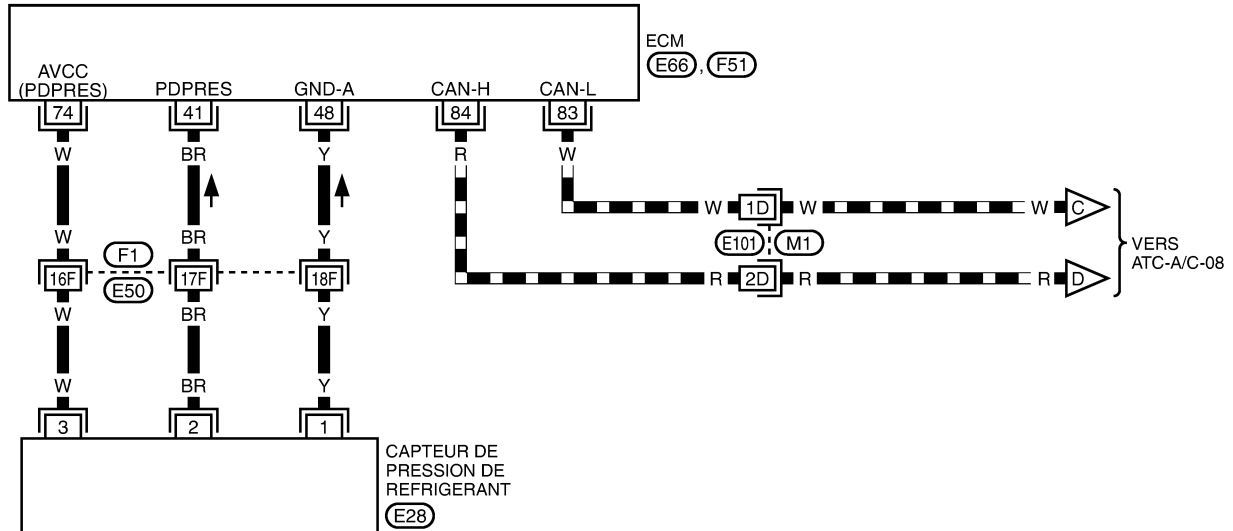 ECM
E66 , F51
AVCC
(PDPRES) PDPRES GND-A CAN-H CAN-L
74 41 48 84 83
W BR Y R W
W 1D W W C
E101 M1
VERS
ATC-A/C-08
W BR Y
F1
16F 17F 18F
E50
R 2D R R D
W BR Y
W BR Y
3 2 1
CAPTEUR DE
PRESSION DE
REFRIGERANT
E28